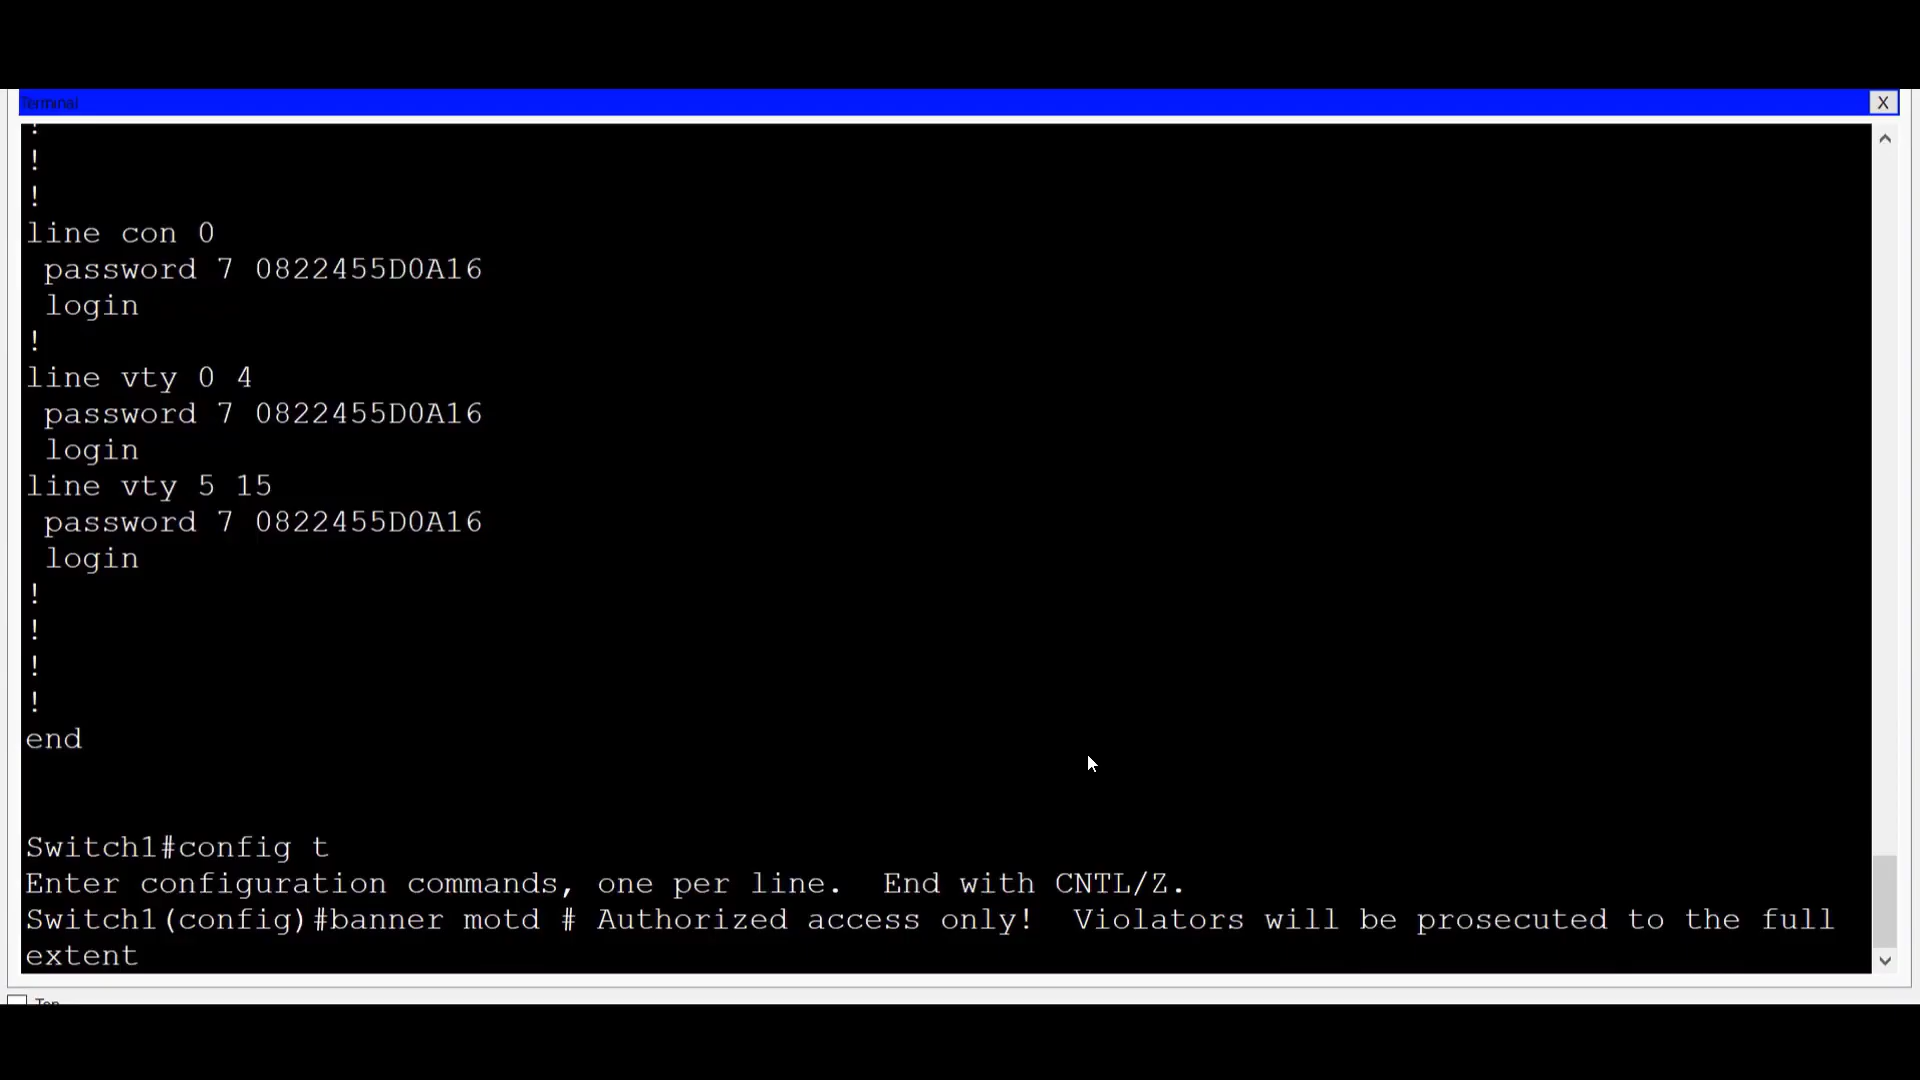 Terminal
X
!
!
!
line con 0
password 7 0822455D0A16
login
!
line vty 0 4
password 7 0822455D0A16
login
line vty 5 15
password 7 0822455D0A16
login
!
!
!
!
end
Switch1#config t
Enter configuration commands, one per line.  End with CNTL/Z.
Switch1(config)#banner motd # Authorized access only!  Violators will be prosecuted to the full
extent
Top